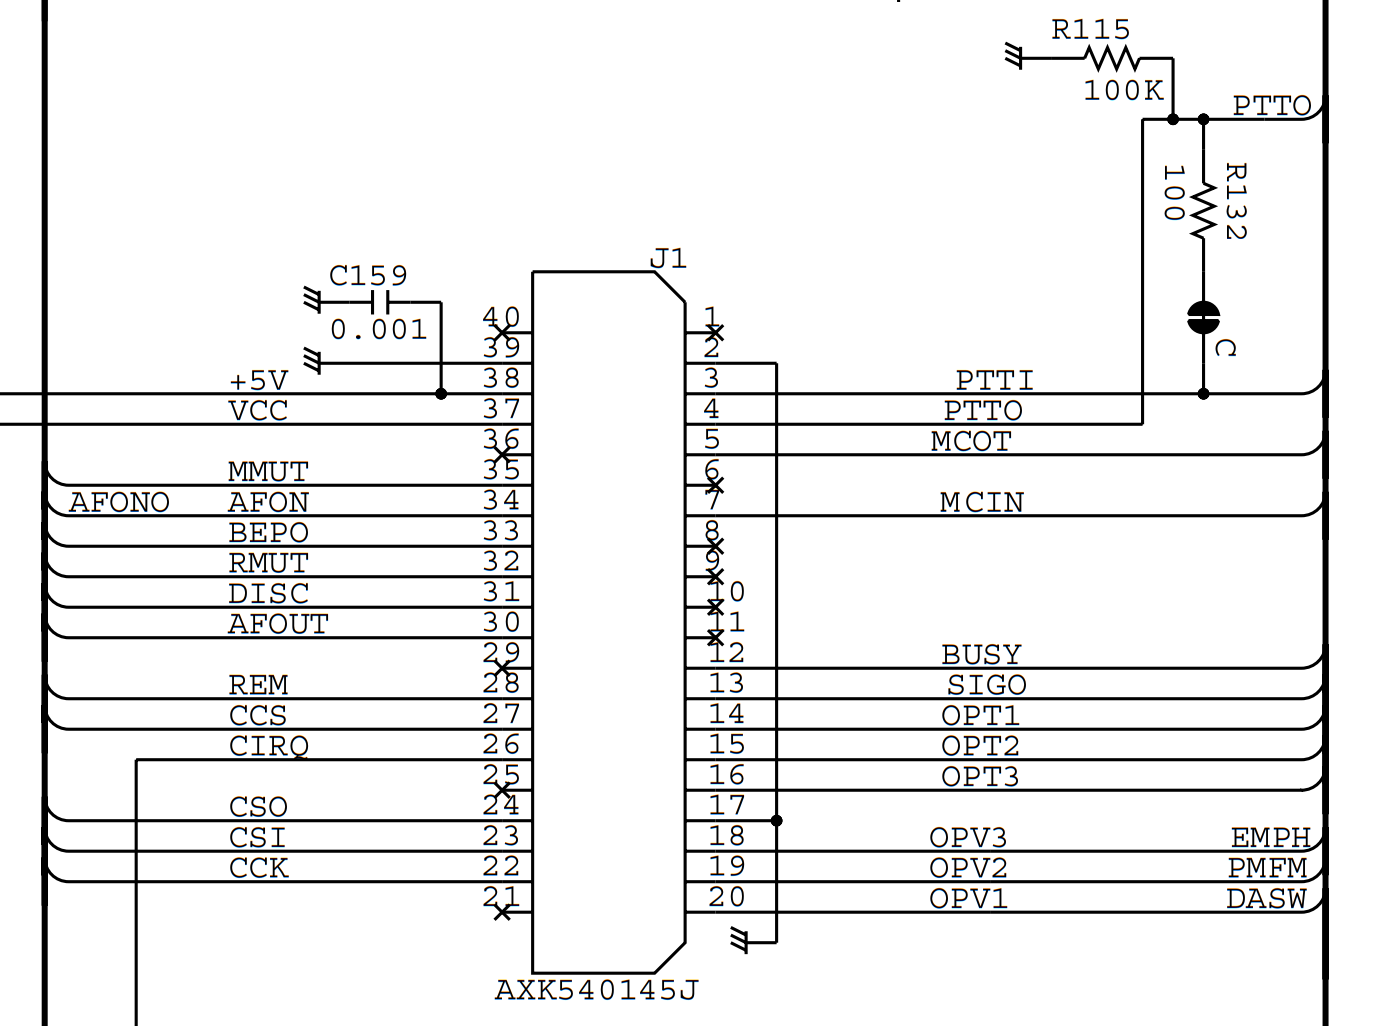 R115
100K
PTTO
R132
100
C
J1
C159
0.001
40 1
39 2
+5V 38 3 PTTI
VCC 37 4 PTTO
36 5 MCOT
MMUT 35 6
AFONO AFON 34 7 MCIN
BEPO 33 8
RMUT 32 9
DISC 31 10
AFOUT 30 11
29 12 BUSY
REM 28 13 SIGO
CCS 27 14 OPT1
CIRQ 26 15 OPT2
25 16 OPT3
CSO 24 17
CSI 23 18 OPV3 EMPH
CCK 22 19 OPV2 PMFM
21 20 OPV1 DASW
AXK540145J